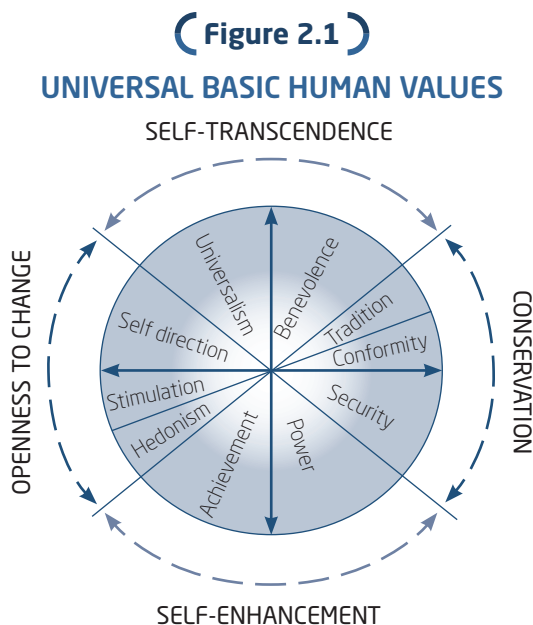 Figure 2.1
UNIVERSAL BASIC HUMAN VALUES
SELF-TRANSCENDENCE
OPENNESS TO CHANGE
CONSERVATION
Universalism
Benevolence
Self direction
Tradition
Conformity
Stimulation
Hedonism
Security
Achievement
Power
SELF-ENHANCEMENT